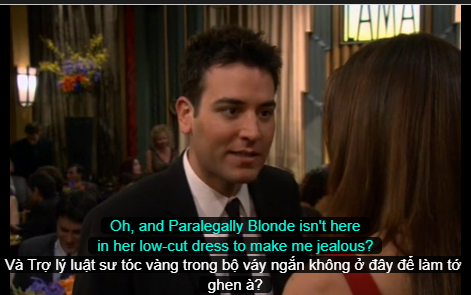 LAMA
Oh, and Paralegally Blonde isn't here
in her low-cut dress to make me jealous?
Và Trợ lý luật sư tóc vàng trong bộ váy ngắn không ở đây để làm tớ
ghen à?